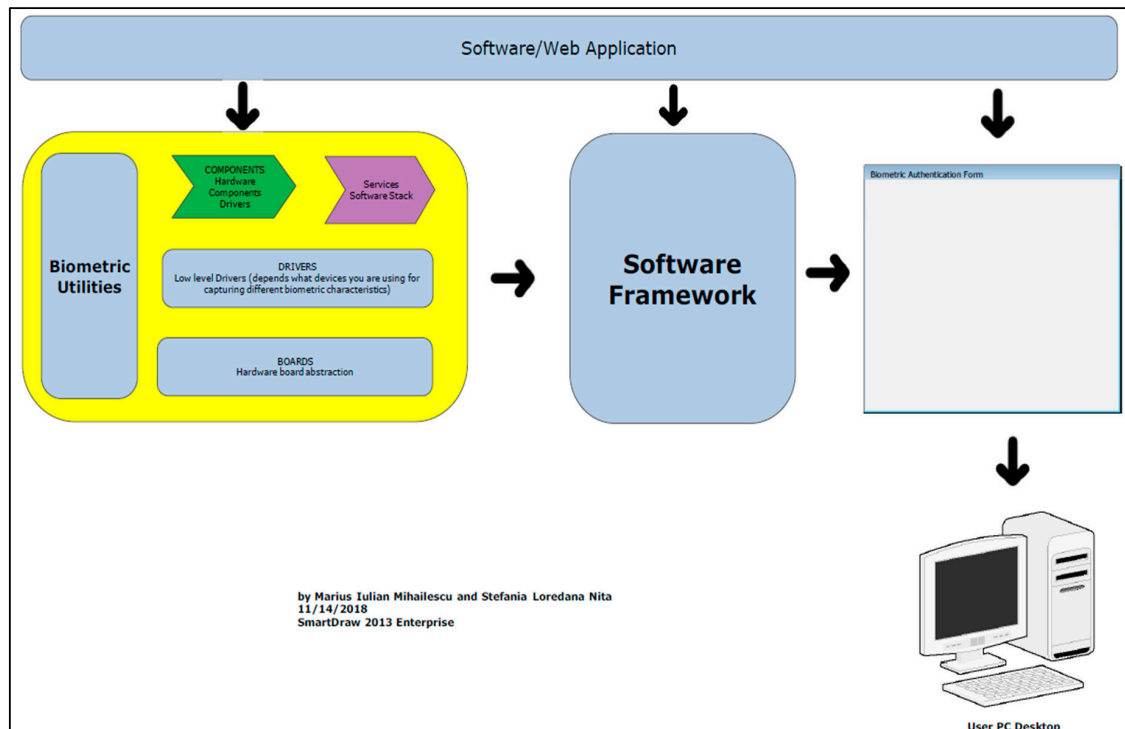 Software/Web Application
COMPONENTS
Hardware
Components
Drivers
Services
Software Stack
Biometric
Utilities
DRIVERS
Low level Drivers (depends what devices you are using for
capturing different biometric characteristics)
BOARDS
Hardware board abstraction
Software
Framework
Biometric Authentication Form
by Marius Iulian Mihailescu and Stefania Loredana Nita
11/14/2018
SmartDraw 2013 Enterprise
User PC Desktop